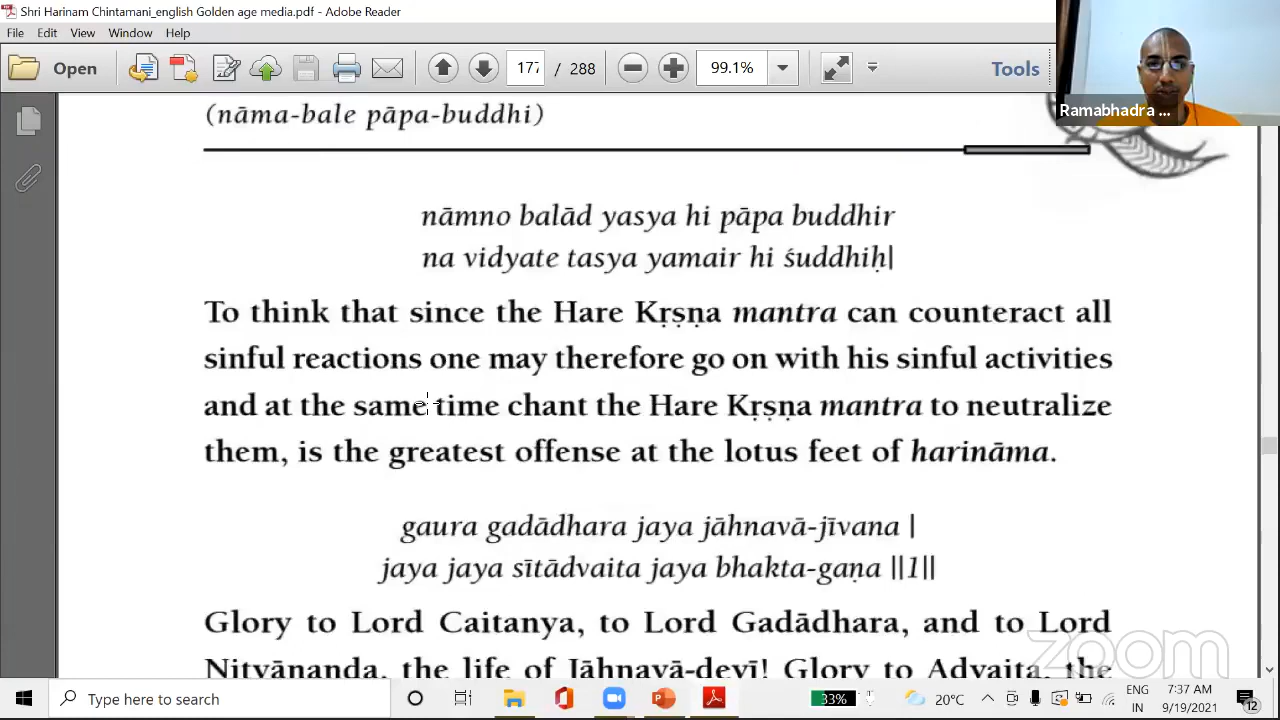 Shri Harinam Chintamani_english Golden age media.pdf - Adobe Reader
File Edit View Window Help
Open 177 / 288 99.1% Tools
Ramabhadra ...
(nāma-bale pāpa-buddhi)
nāmno balād yasya hi pāpa buddhir
na vidyate tasya yamair hi śuddhiḥ|
To think that since the Hare Kṛṣṇa mantra can counteract all
sinful reactions one may therefore go on with his sinful activities
and at the same time chant the Hare Kṛṣṇa mantra to neutralize
them, is the greatest offense at the lotus feet of harināma.
gaura gadādhara jaya jāhnavā-jīvana |
jaya jaya sītādvaita jaya bhakta-gaṇa ||1||
Glory to Lord Caitanya, to Lord Gadādhara, and to Lord
Nityānanda, the life of Jāhnavā-devī! Glory to Advaita, the
zoom
Type here to search 33% 20°C ENG 7:37 AM
IN 9/19/2021 12